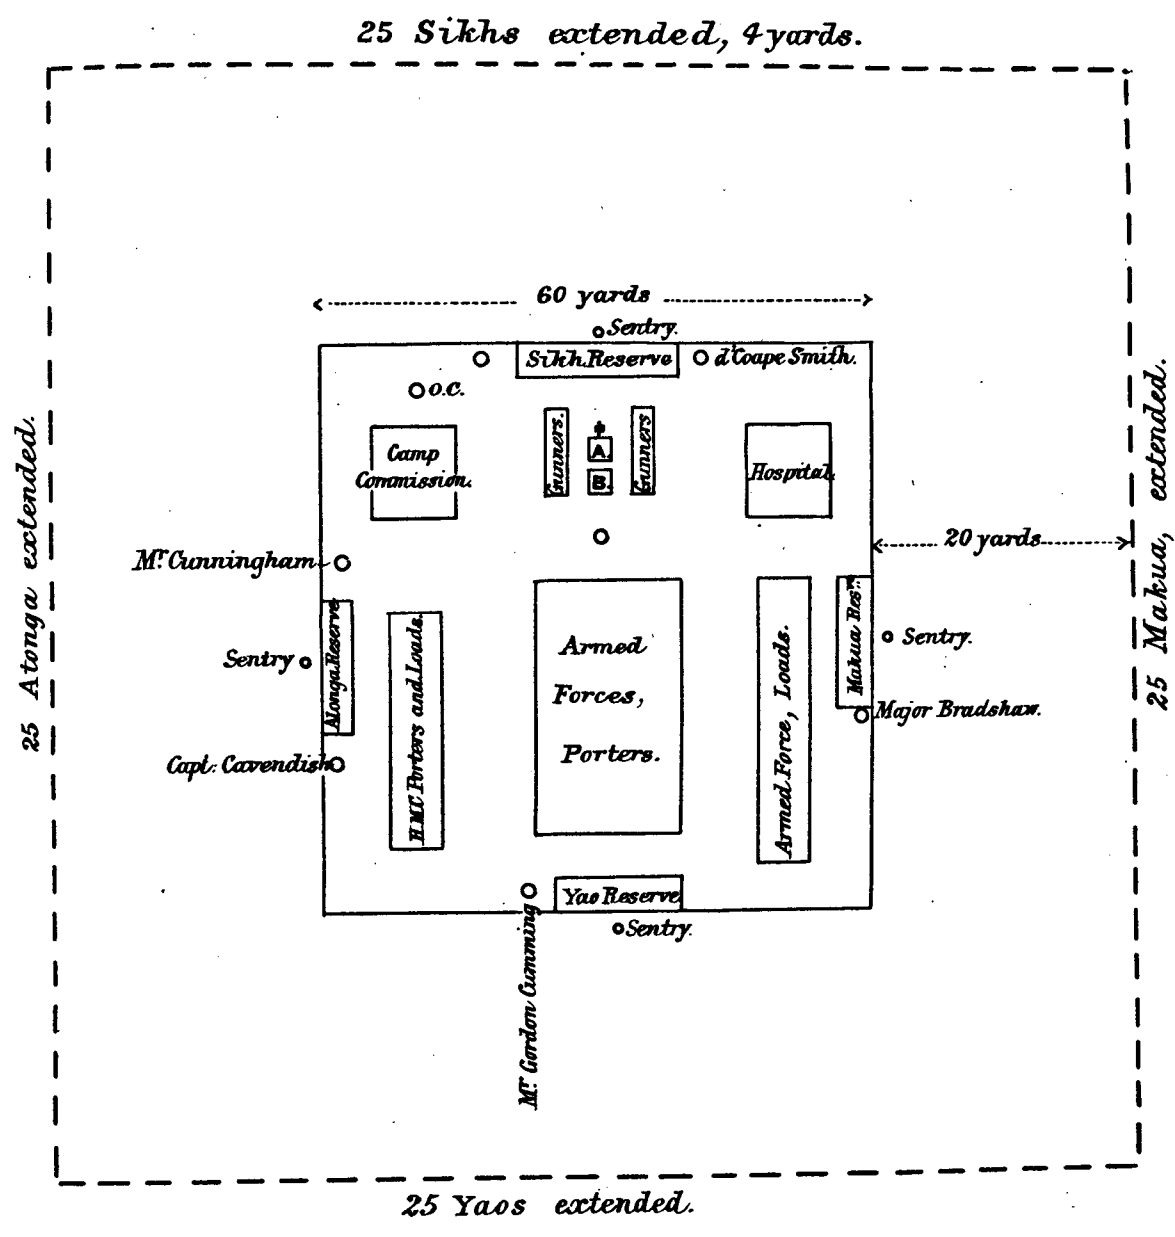 25 Sikhs extended, 4 yards.
60 yards
Sentry.
Sikh Reserve
d'Coape Smith.
O.C.
Gunners.
A.
B.
Gunners
Camp
Commission.
Hospital.
20 yards
Mr. Cunningham
25 Atonga extended.
25 Makua, extended.
Atonga Reserve
Sentry
H.M.C Porters and Loads.
Armed
Forces,
Porters.
Armed Force, Loads.
Makua Resve.
Sentry.
Major Bradshaw.
Capt: Cavendish
Yao Reserve
Sentry.
Mr. Gordon Cumming
25 Yaos extended.